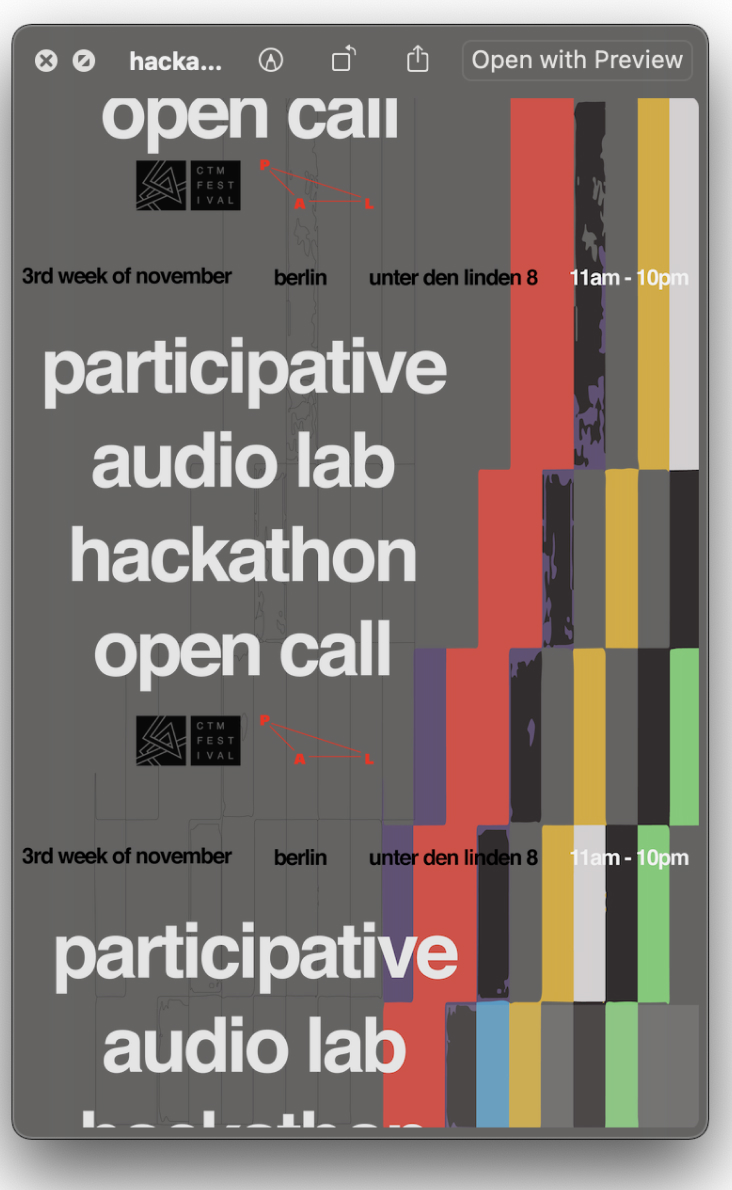 hacka...
Open with Preview
open call
CTM
FEST
IVAL
P
A L
3rd week of november berlin unter den linden 8 11am - 10pm
participative
audio lab
hackathon
open call
CTM
FEST
IVAL
P
A L
3rd week of november berlin unter den linden 8 11am - 10pm
participative
audio lab
hackathon